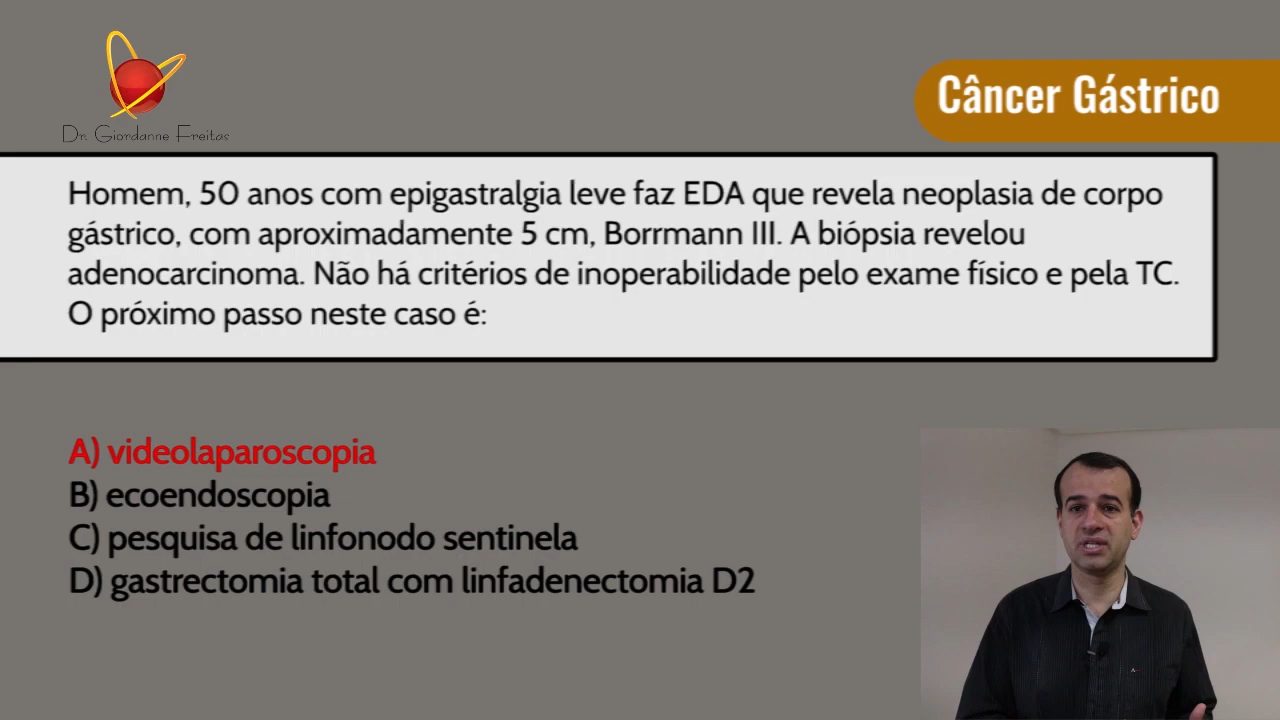 Dr. Giordanne Freitas
Câncer Gástrico
Homem, 50 anos com epigastralgia leve faz EDA que revela neoplasia de corpo
gástrico, com aproximadamente 5 cm, Borrmann III. A biópsia revelou
adenocarcinoma. Não há critérios de inoperabilidade pelo exame físico e pela TC.
O próximo passo neste caso é:
A) videolaparoscopia
B) ecoendoscopia
C) pesquisa de linfonodo sentinela
D) gastrectomia total com linfadenectomia D2